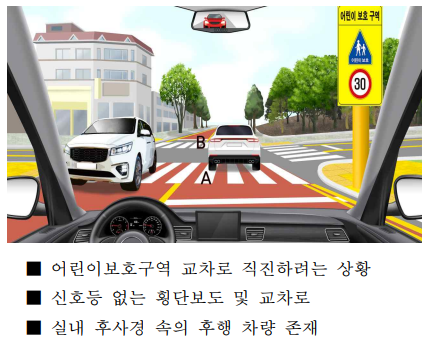 어린이 보호 구역
어린이 보호
30
B
A
■ 어린이보호구역 교차로 직진하려는 상황
■ 신호등 없는 횡단보도 및 교차로
■ 실내 후사경 속의 후행 차량 존재